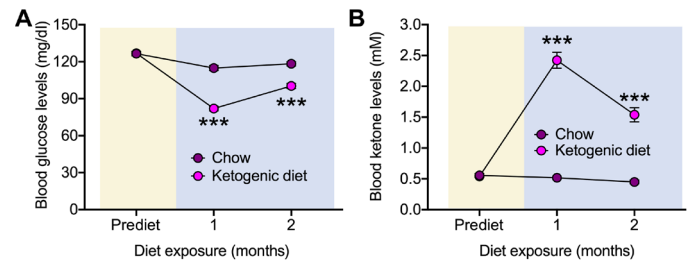 A
Blood glucose levels (mg/dl)
150
120
90
60
30
0
***
***
Chow
Ketogenic diet
Prediet
1
2
Diet exposure (months)
B
Blood ketone levels (mM)
3.0
2.5
2.0
1.5
1.0
0.5
0.0
***
***
Chow
Ketogenic diet
Prediet
1
2
Diet exposure (months)